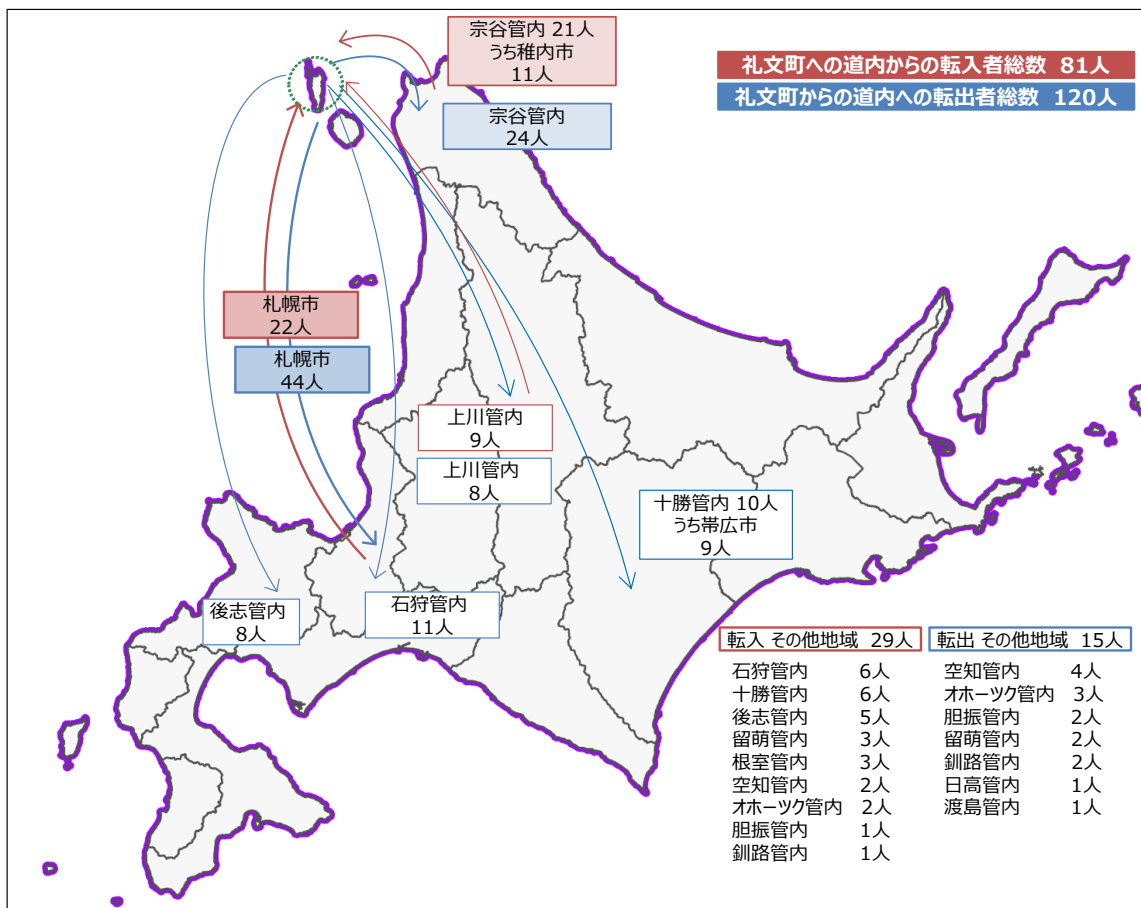 宗谷管内 21人
うち稚内市
11人
宗谷管内
24人
礼文町への道内からの転入者総数 81人
礼文町からの道内への転出者総数 120人
札幌市
22人
札幌市
44人
上川管内
9人
上川管内
8人
十勝管内 10人
うち帯広市
9人
後志管内
8人
石狩管内
11人
転入 その他地域 29人
石狩管内 6人
十勝管内 6人
後志管内 5人
留萌管内 3人
根室管内 3人
空知管内 2人
オホーツク管内 2人
胆振管内 1人
釧路管内 1人
転出 その他地域 15人
空知管内 4人
オホーツク管内 3人
胆振管内 2人
留萌管内 2人
釧路管内 2人
日高管内 1人
渡島管内 1人